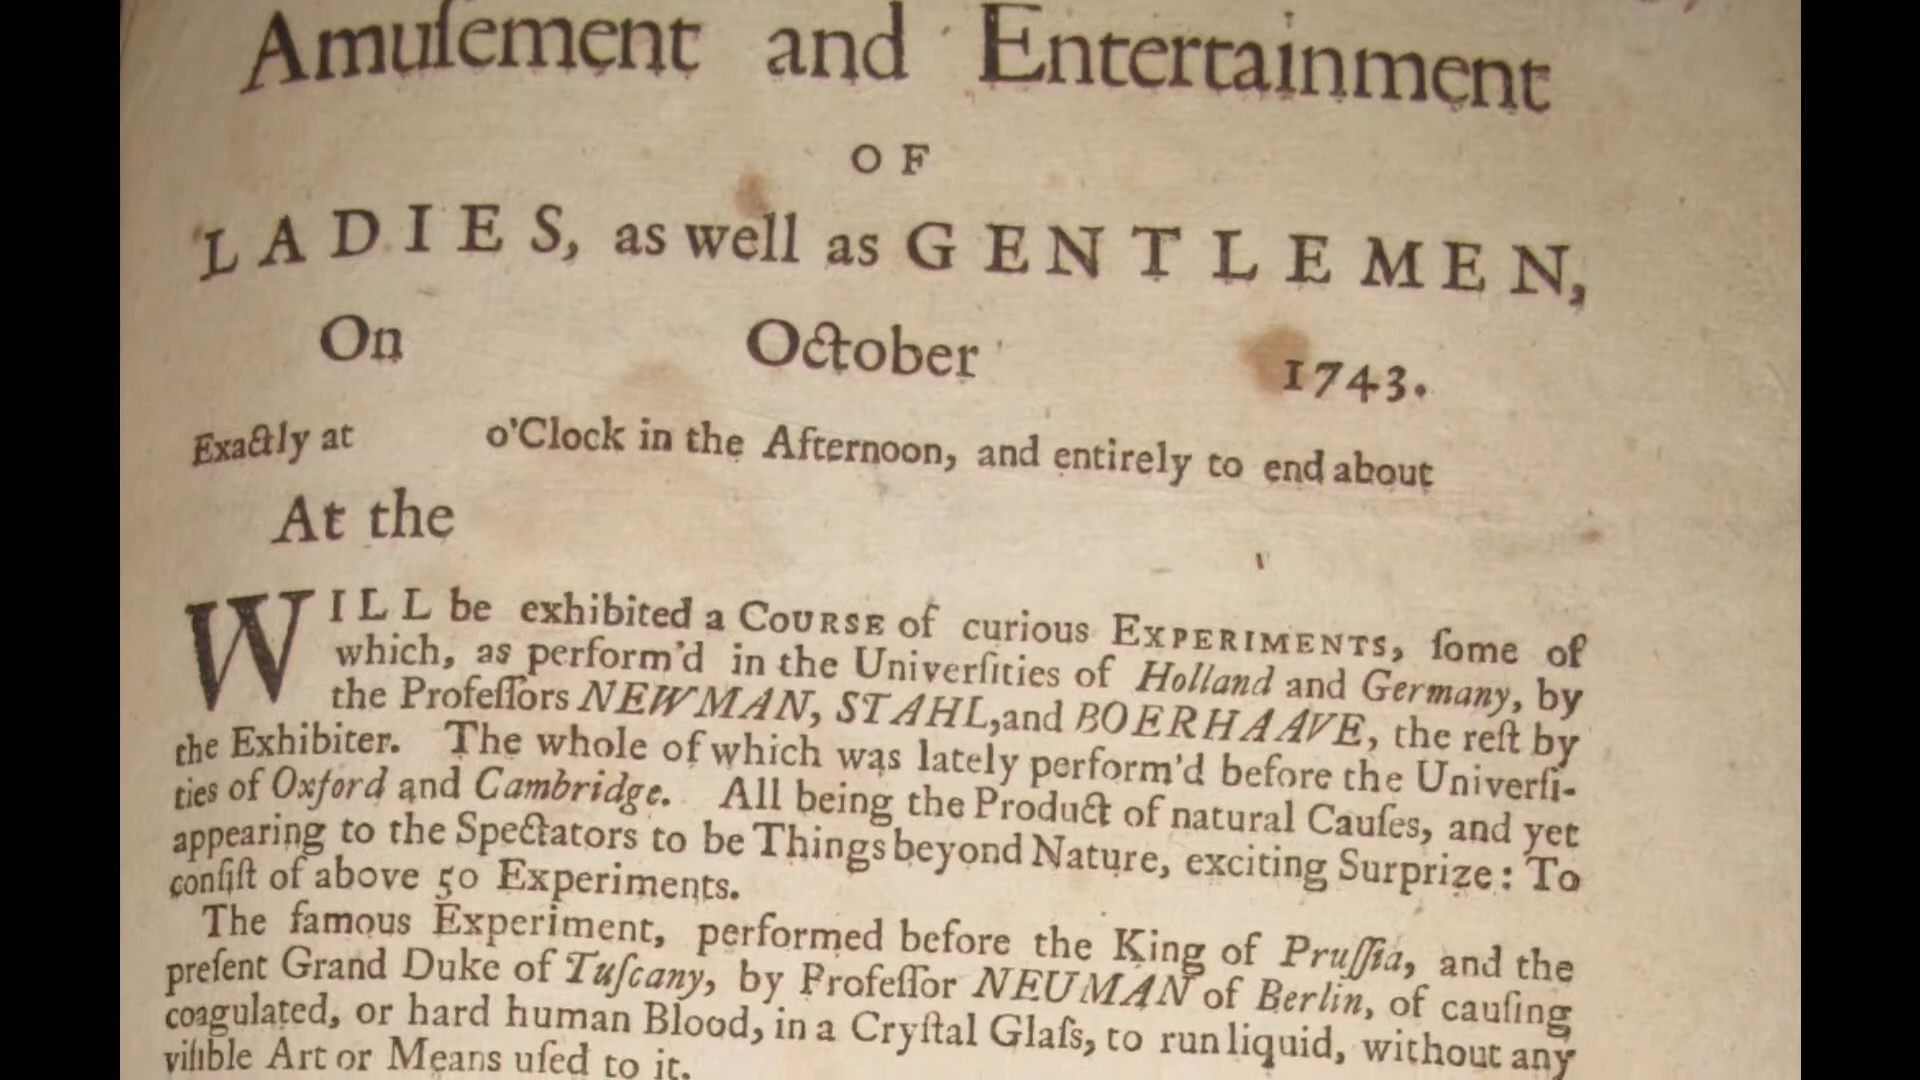 Amuſement and Entertainment
OF
LADIES, as well as GENTLEMEN,
On October 1743.
Exactly at o'Clock in the Afternoon, and entirely to end about
At the
WILL be exhibited a COURSE of curious EXPERIMENTS, ſome of
which, as perform'd in the Univerſities of Holland and Germany, by
the Profeſſors NEWMAN, STAHL, and BOERHAAVE, the reſt by
the Exhibiter. The whole of which was lately perform'd before the Univerſi-
ties of Oxford and Cambridge. All being the Product of natural Cauſes, and yet
appearing to the Spectators to be Things beyond Nature, exciting Surprize: To
conſiſt of above 50 Experiments.
The famous Experiment, performed before the King of Pruſſia, and the
preſent Grand Duke of Tuſcany, by Profeſſor NEUMAN of Berlin, of cauſing
coagulated, or hard human Blood, in a Cryſtal Glaſs, to run liquid, without any
viſible Art or Means uſed to it.